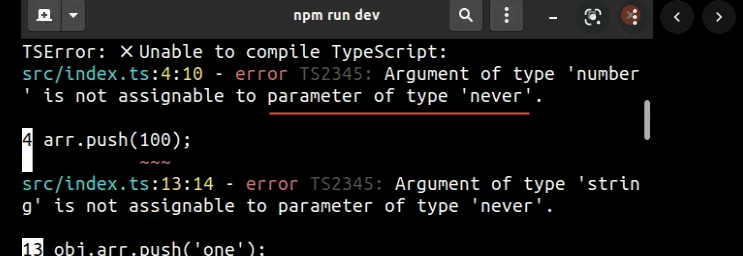 npm run dev
TSError: ⨯ Unable to compile TypeScript:
src/index.ts:4:10 - error TS2345: Argument of type 'number
' is not assignable to parameter of type 'never'.
4 arr.push(100);
~~~
src/index.ts:13:14 - error TS2345: Argument of type 'strin
g' is not assignable to parameter of type 'never'.
13 obj.arr.push('one');